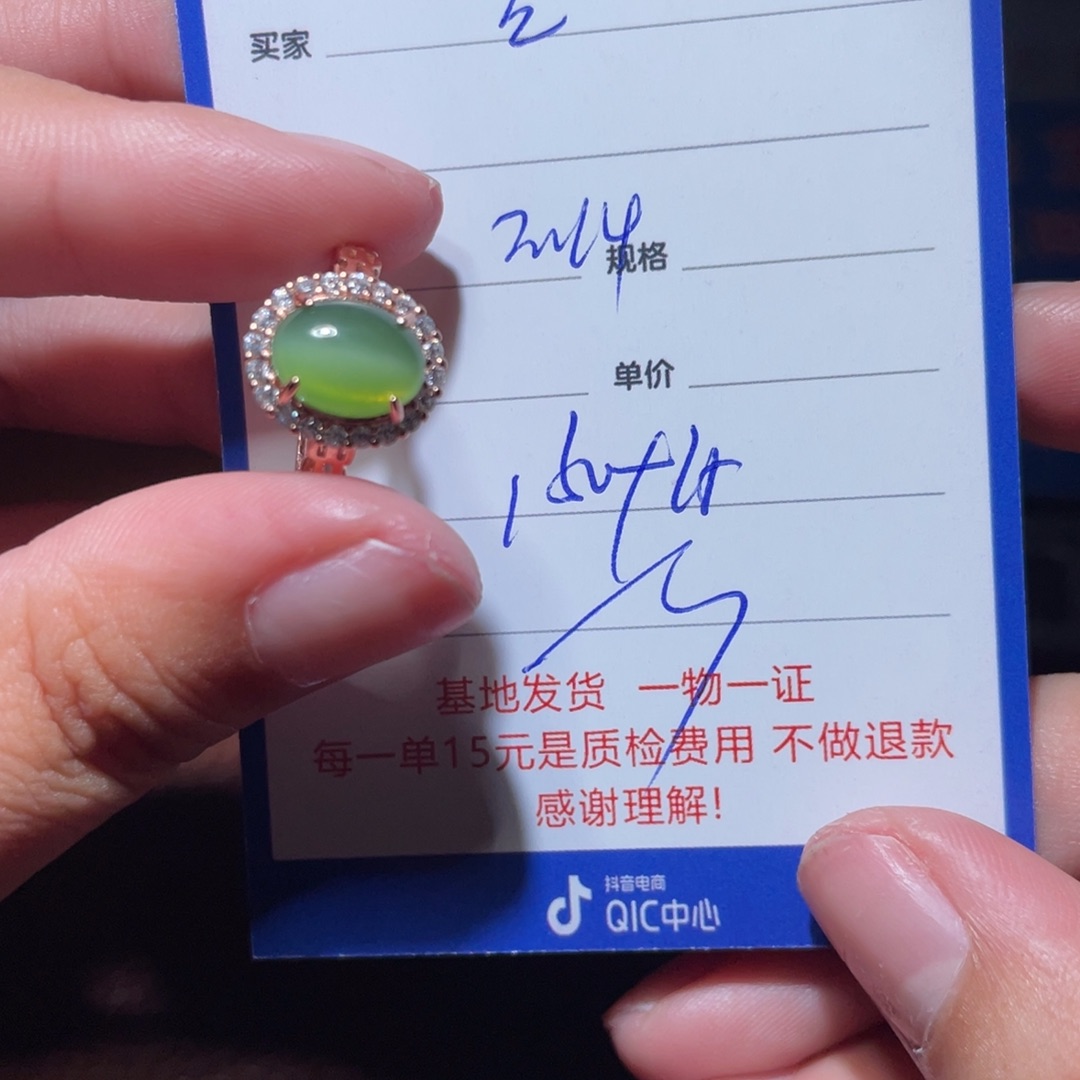 买家
规格
单价
基地发货 一物一证
每一单15元是质检费用 不做退款
感谢理解!
抖音电商
QIC中心